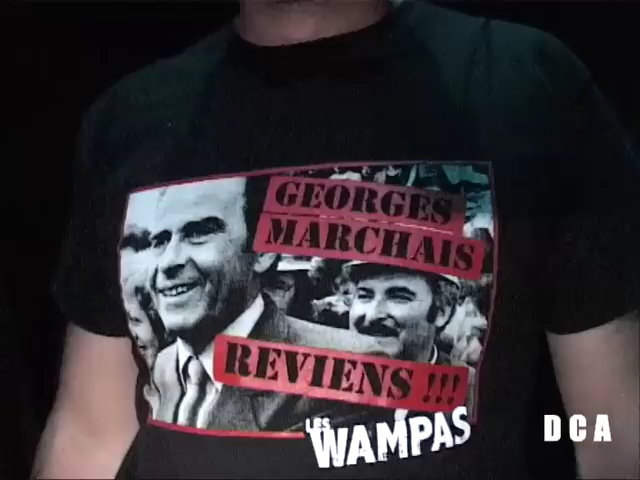 GEORGES
MARCHAIS
REVIENS !!!
LES
WAMPAS
DCA